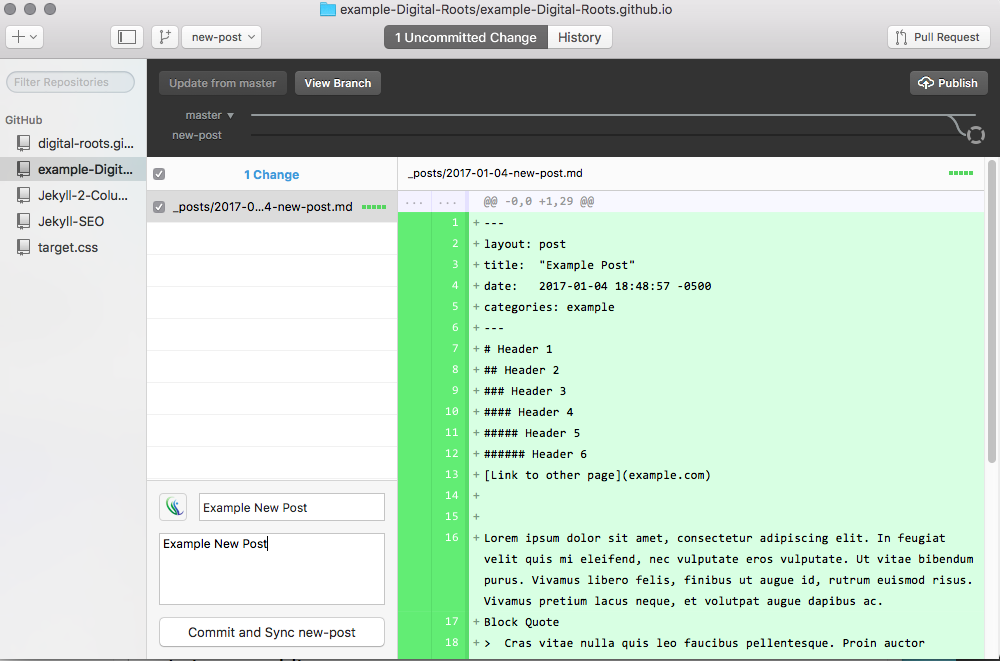 example-Digital-Roots/example-Digital-Roots.github.io
new-post
1 Uncommitted Change
History
Pull Request
Filter Repositories
Update from master
View Branch
Publish
master
new-post
GitHub
digital-roots.gi...
example-Digit...
Jekyll-2-Colu...
Jekyll-SEO
target.css
1 Change
_posts/2017-0...4-new-post.md
Example New Post
Example New Post
Commit and Sync new-post
_posts/2017-01-04-new-post.md
... ... @@ -0,0 +1,29 @@
1 +---
2 +layout: post
3 +title:  "Example Post"
4 +date:   2017-01-04 18:48:57 -0500
5 +categories: example
6 +---
7 +# Header 1
8 +## Header 2
9 +### Header 3
10 +#### Header 4
11 +##### Header 5
12 +###### Header 6
13 +[Link to other page](example.com)
14 +
15 +
16 +Lorem ipsum dolor sit amet, consectetur adipiscing elit. In feugiat
velit quis mi eleifend, nec vulputate eros vulputate. Ut vitae bibendum
purus. Vivamus libero felis, finibus ut augue id, rutrum euismod risus.
Vivamus pretium lacus neque, et volutpat augue dapibus ac.
17 +Block Quote
18 +>  Cras vitae nulla quis leo faucibus pellentesque. Proin auctor